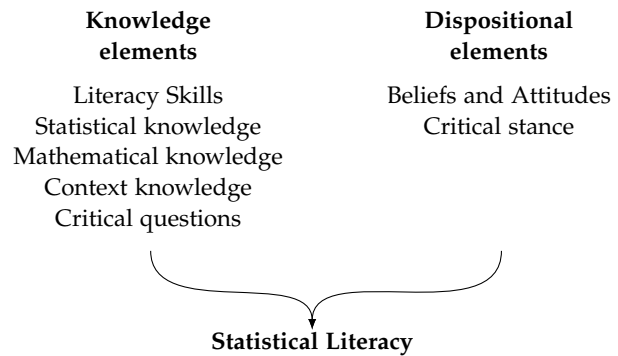 Knowledge
elements
Literacy Skills
Statistical knowledge
Mathematical knowledge
Context knowledge
Critical questions
Dispositional
elements
Beliefs and Attitudes
Critical stance
Statistical Literacy